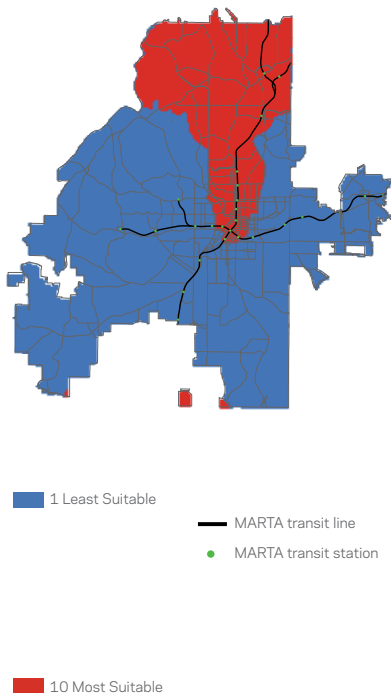 1 Least Suitable
MARTA transit line
MARTA transit station
10 Most Suitable